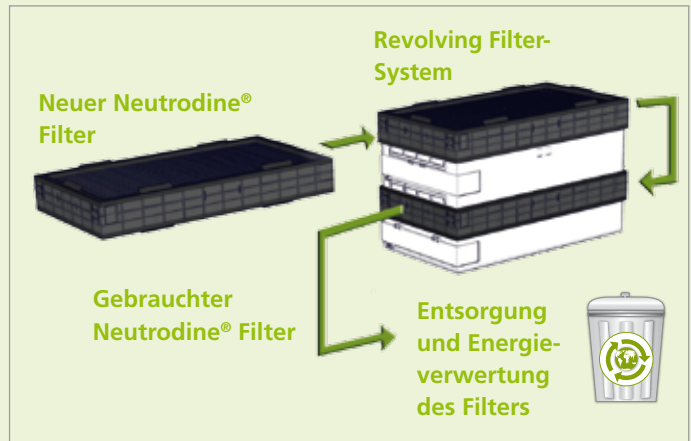 Revolving Filter-
System
Neuer Neutrodine®
Filter
Gebrauchter
Neutrodine® Filter
Entsorgung
und Energie-
verwertung
des Filters